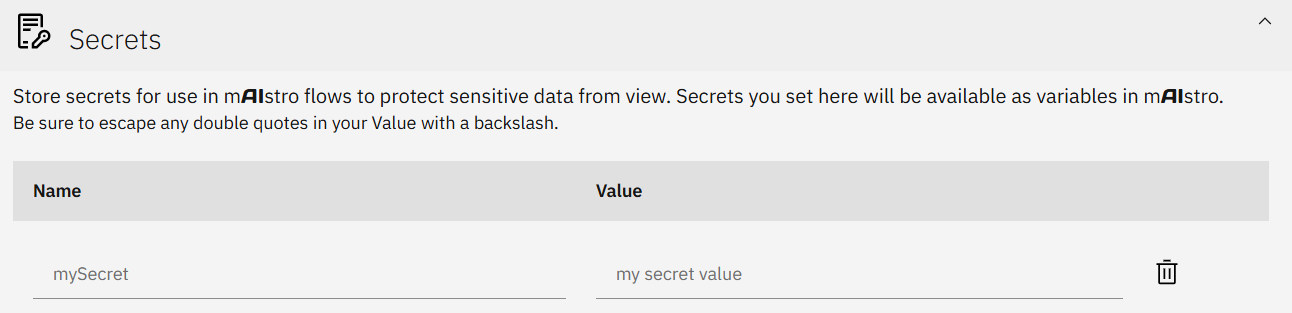 Secrets
Store secrets for use in mAIstro flows to protect sensitive data from view. Secrets you set here will be available as variables in mAIstro.
Be sure to escape any double quotes in your Value with a backslash.
Name Value
mySecret my secret value